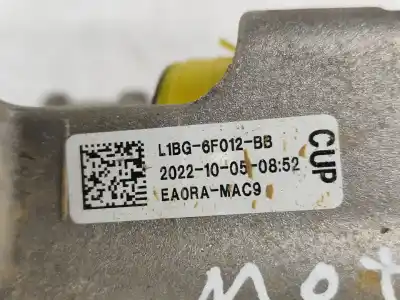 L1BG-6F012-BB
2022-10-05-08:52
EA0RA-MAC9
CUP
MOT